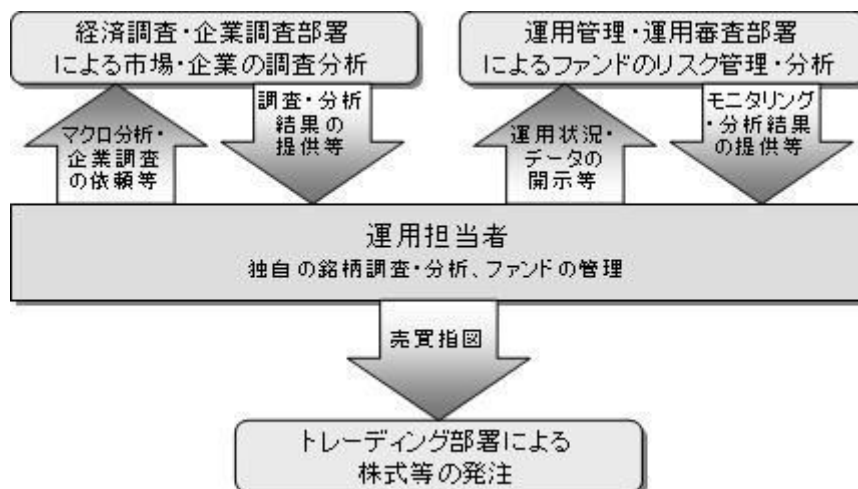 経済調査・企業調査部署
による市場・企業の調査分析
運用管理・運用審査部署
によるファンドのリスク管理・分析
マクロ分析・
企業調査
の依頼等
調査・分析
結果の
提供等
運用状況・
データの
開示等
モニタリング
・分析結果
の提供等
運用担当者
独自の銘柄調査・分析、ファンドの管理
売買指図
トレーディング部署による
株式等の発注